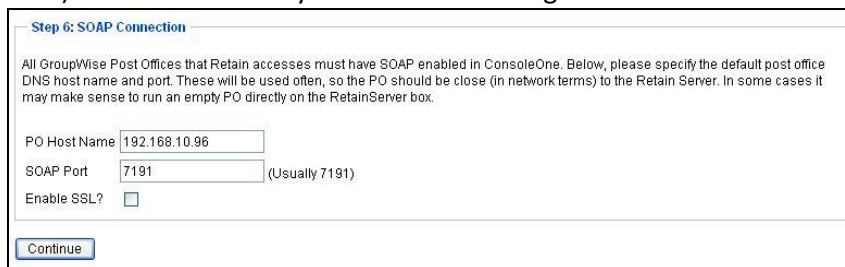 Step 6: SOAP Connection
All GroupWise Post Offices that Retain accesses must have SOAP enabled in ConsoleOne. Below, please specify the default post office
DNS host name and port. These will be used often, so the PO should be close (in network terms) to the Retain Server. In some cases it
may make sense to run an empty PO directly on the RetainServer box.
PO Host Name 192.168.10.96
SOAP Port 7191 (Usually 7191)
Enable SSL?
Continue